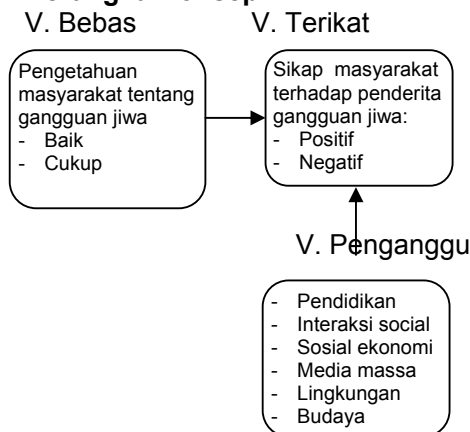 V. Bebas
V. Terikat
Pengetahuan
masyarakat tentang
gangguan jiwa
- Baik
- Cukup
Sikap masyarakat
terhadap penderita
gangguan jiwa:
- Positif
- Negatif
V. Penganggu
- Pendidikan
- Interaksi social
- Sosial ekonomi
- Media massa
- Lingkungan
- Budaya